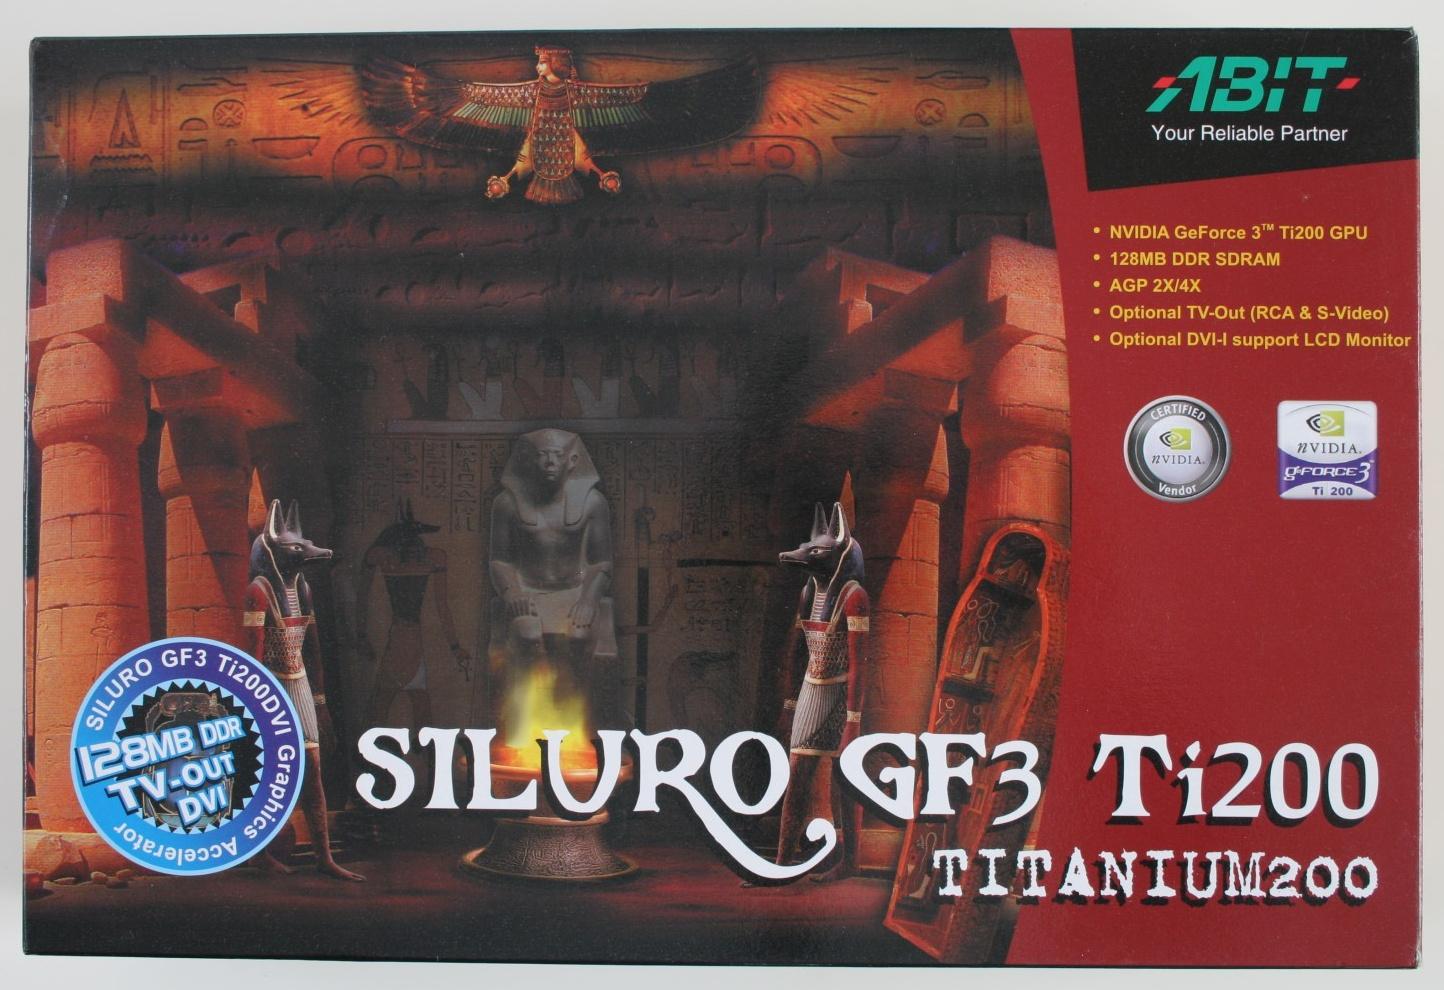 ABIT
Your Reliable Partner
• NVIDIA GeForce 3™ Ti200 GPU
• 128MB DDR SDRAM
• AGP 2X/4X
• Optional TV-Out (RCA & S-Video)
• Optional DVI-I support LCD Monitor
CERTIFIED
nVIDIA.
Vendor
nVIDIA.
GeFORCE3™
Ti 200
SILURO GF3 Ti200DVI Graphics Accelerator
128MB DDR
TV-OUT
DVI
SILURO GF3 Ti200
TITANIUM200